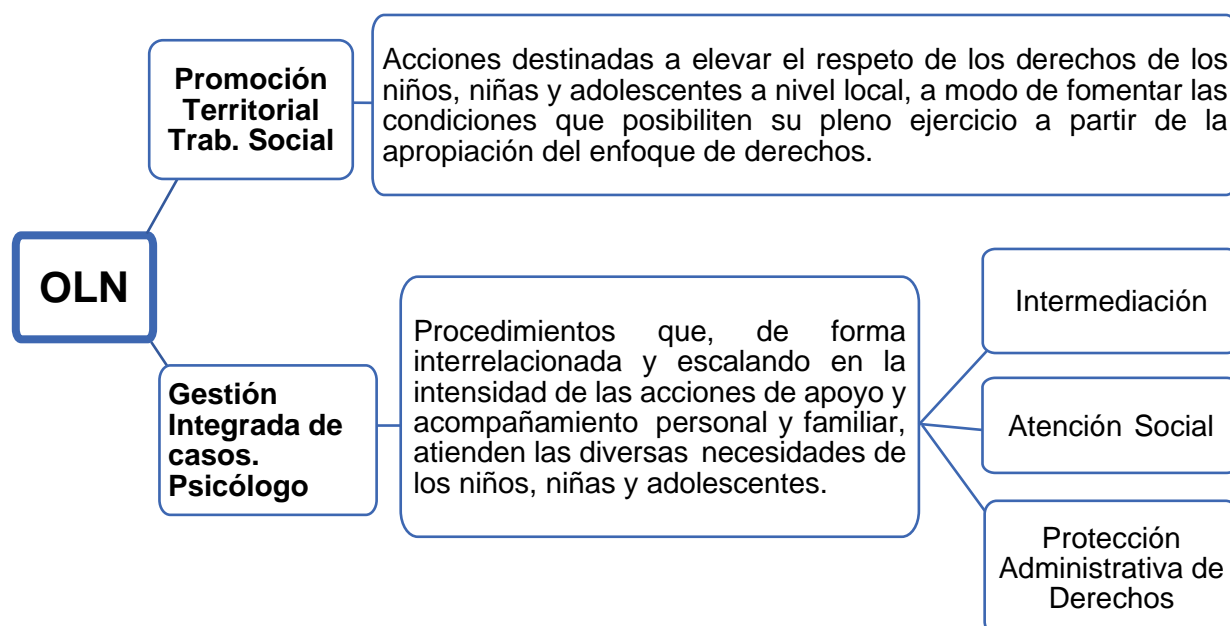 OLN
Promoción
Territorial
Trab. Social
Acciones destinadas a elevar el respeto de los derechos de los
niños, niñas y adolescentes a nivel local, a modo de fomentar las
condiciones que posibiliten su pleno ejercicio a partir de la
apropiación del enfoque de derechos.
Gestión
Integrada de
casos.
Psicólogo
Procedimientos que, de forma
interrelacionada y escalando en la
intensidad de las acciones de apoyo y
acompañamiento personal y familiar,
atienden las diversas necesidades de
los niños, niñas y adolescentes.
Intermediación
Atención Social
Protección
Administrativa de
Derechos